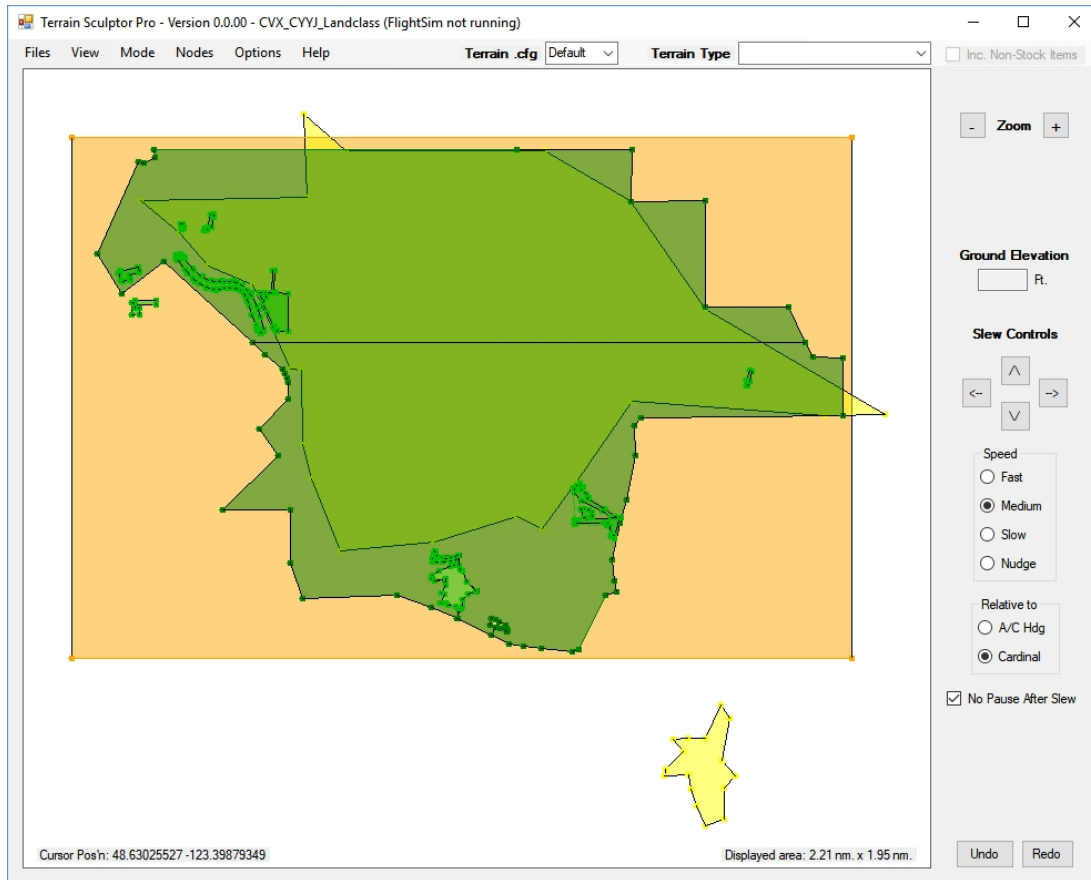 Terrain Sculptor Pro - Version 0.0.00 - CVX_CYYJ_Landclass (FlightSim not running)
Files View Mode Nodes Options Help Terrain .cfg Default Terrain Type Inc. Non-Stock Items
- Zoom +
Ground Elevation
Ft.
Slew Controls
/\
<-- -->
\/
Speed
Fast
Medium
Slow
Nudge
Relative to
A/C Hdg
Cardinal
No Pause After Slew
Cursor Pos'n: 48.63025527 -123.39879349 Displayed area: 2.21 nm. x 1.95 nm. Undo Redo